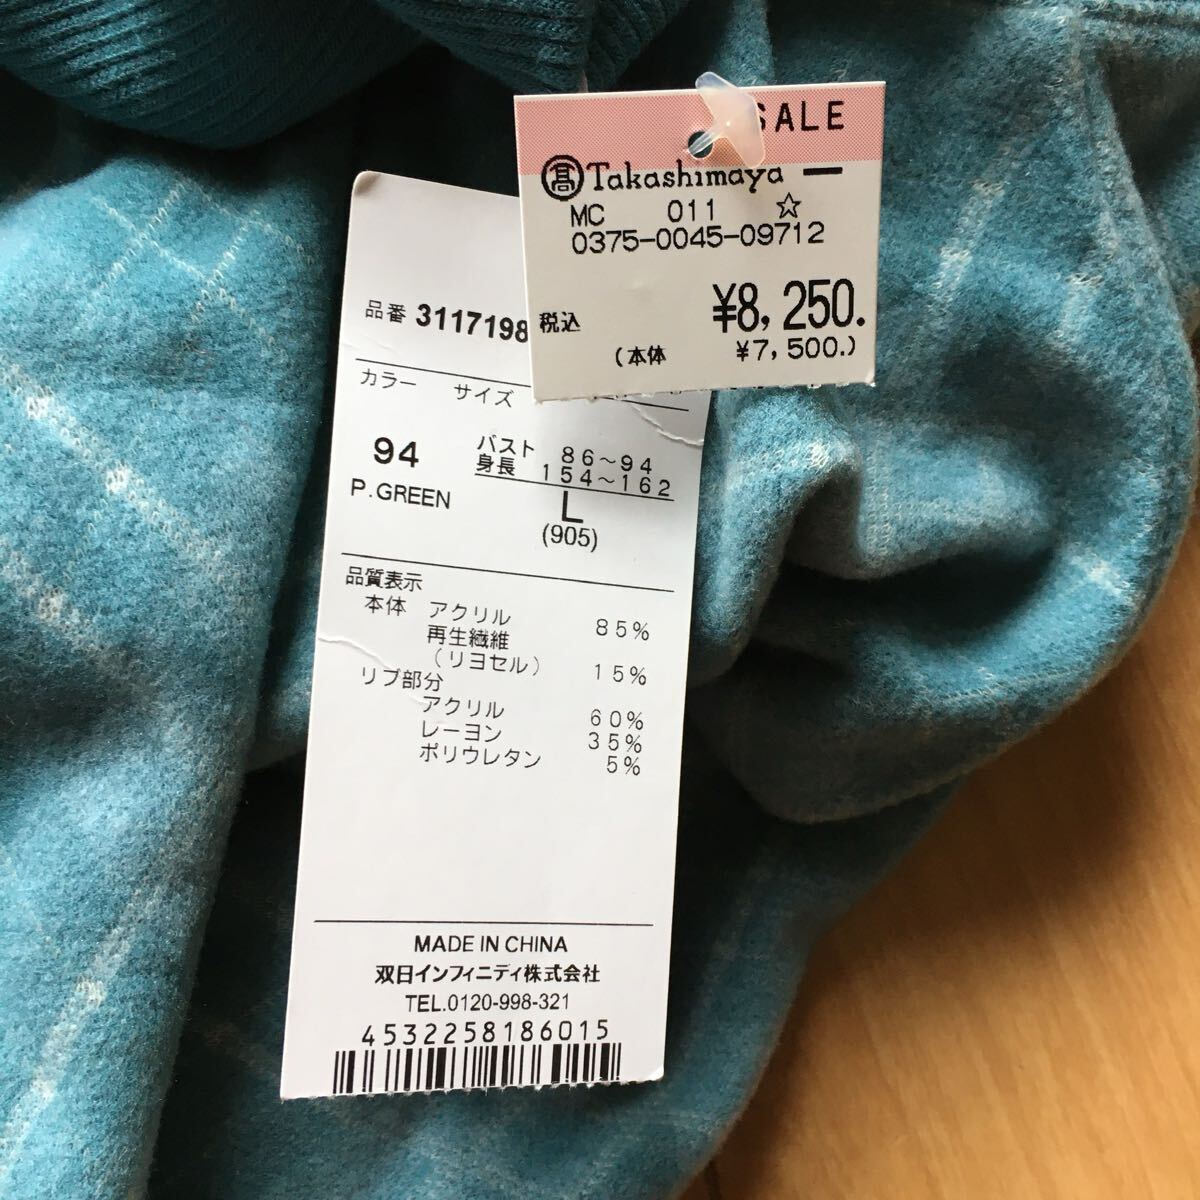 SALE
髙 Takashimaya
MC 011 ☆
0375-0045-09712
税込 ¥8,250.
(本体 ¥7,500.)
品番 3117198
カラー サイズ
94 バスト 86～94
身長 154～162
P.GREEN L
(905)
品質表示
本体 アクリル 85%
再生繊維
(リヨセル) 15%
リブ部分
アクリル 60%
レーヨン 35%
ポリウレタン 5%
MADE IN CHINA
双日インフィニティ株式会社
TEL.0120-998-321
4532258186015